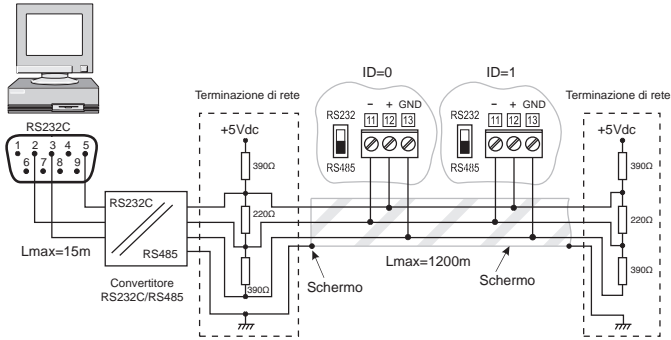 RS232C
1 2 3 4 5
6 7 8 9
Lmax=15m
RS232C
RS485
Convertitore
RS232C/RS485
Terminazione di rete
+5Vdc
390Ω
220Ω
390Ω
ID=0
RS232
RS485
− + GND
11 12 13
ID=1
RS232
RS485
− + GND
11 12 13
Schermo
Lmax=1200m
Schermo
Terminazione di rete
+5Vdc
390Ω
220Ω
390Ω